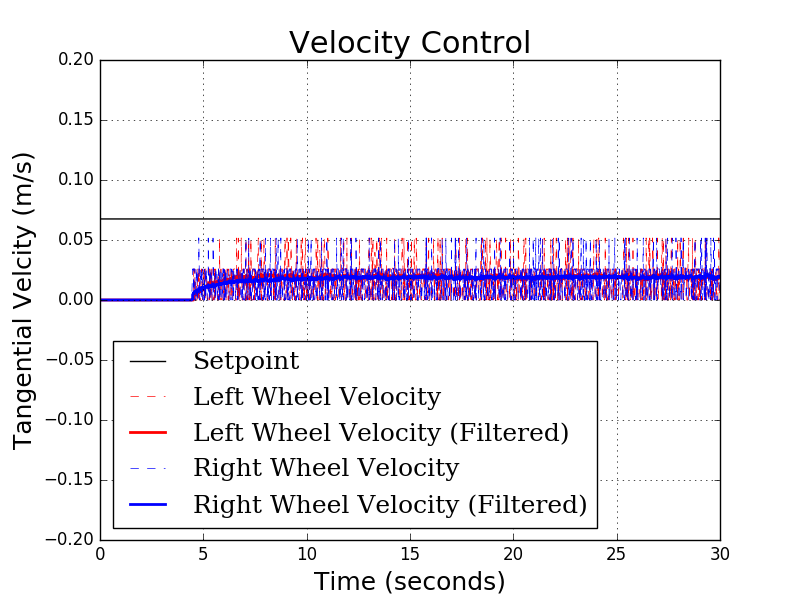 Velocity Control
0.20
0.15
0.10
0.05
0.00
−0.05
−0.10
−0.15
−0.20
Tangential Velcity (m/s)
Setpoint
Left Wheel Velocity
Left Wheel Velocity (Filtered)
Right Wheel Velocity
Right Wheel Velocity (Filtered)
0 5 10 15 20 25 30
Time (seconds)